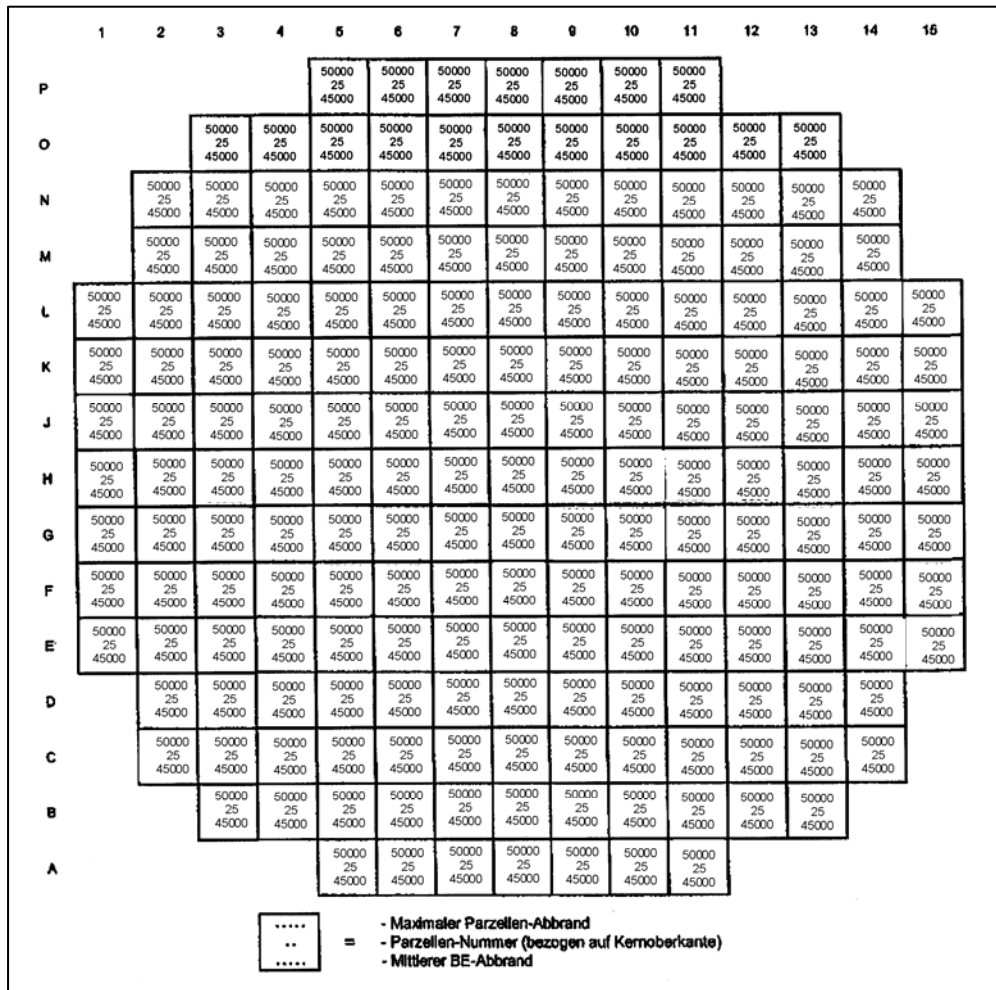 1 2 3 4 5 6 7 8 9 10 11 12 13 14 15
50000 50000 50000 50000 50000 50000 50000
P 25 25 25 25 25 25 25
45000 45000 45000 45000 45000 45000 45000
50000 50000 50000 50000 50000 50000 50000 50000 50000 50000 50000
O 25 25 25 25 25 25 25 25 25 25 25
45000 45000 45000 45000 45000 45000 45000 45000 45000 45000 45000
50000 50000 50000 50000 50000 50000 50000 50000 50000 50000 50000 50000 50000
N 25 25 25 25 25 25 25 25 25 25 25 25 25
45000 45000 45000 45000 45000 45000 45000 45000 45000 45000 45000 45000 45000
50000 50000 50000 50000 50000 50000 50000 50000 50000 50000 50000 50000 50000
M 25 25 25 25 25 25 25 25 25 25 25 25 25
45000 45000 45000 45000 45000 45000 45000 45000 45000 45000 45000 45000 45000
50000 50000 50000 50000 50000 50000 50000 50000 50000 50000 50000 50000 50000 50000 50000
L 25 25 25 25 25 25 25 25 25 25 25 25 25 25 25
45000 45000 45000 45000 45000 45000 45000 45000 45000 45000 45000 45000 45000 45000 45000
50000 50000 50000 50000 50000 50000 50000 50000 50000 50000 50000 50000 50000 50000 50000
K 25 25 25 25 25 25 25 25 25 25 25 25 25 25 25
45000 45000 45000 45000 45000 45000 45000 45000 45000 45000 45000 45000 45000 45000 45000
50000 50000 50000 50000 50000 50000 50000 50000 50000 50000 50000 50000 50000 50000 50000
J 25 25 25 25 25 25 25 25 25 25 25 25 25 25 25
45000 45000 45000 45000 45000 45000 45000 45000 45000 45000 45000 45000 45000 45000 45000
50000 50000 50000 50000 50000 50000 50000 50000 50000 50000 50000 50000 50000 50000 50000
H 25 25 25 25 25 25 25 25 25 25 25 25 25 25 25
45000 45000 45000 45000 45000 45000 45000 45000 45000 45000 45000 45000 45000 45000 45000
50000 50000 50000 50000 50000 50000 50000 50000 50000 50000 50000 50000 50000 50000 50000
G 25 25 25 25 25 25 25 25 25 25 25 25 25 25 25
45000 45000 45000 45000 45000 45000 45000 45000 45000 45000 45000 45000 45000 45000 45000
50000 50000 50000 50000 50000 50000 50000 50000 50000 50000 50000 50000 50000 50000 50000
F 25 25 25 25 25 25 25 25 25 25 25 25 25 25 25
45000 45000 45000 45000 45000 45000 45000 45000 45000 45000 45000 45000 45000 45000 45000
50000 50000 50000 50000 50000 50000 50000 50000 50000 50000 50000 50000 50000 50000 50000
E 25 25 25 25 25 25 25 25 25 25 25 25 25 25 25
45000 45000 45000 45000 45000 45000 45000 45000 45000 45000 45000 45000 45000 45000 45000
50000 50000 50000 50000 50000 50000 50000 50000 50000 50000 50000 50000 50000
D 25 25 25 25 25 25 25 25 25 25 25 25 25
45000 45000 45000 45000 45000 45000 45000 45000 45000 45000 45000 45000 45000
50000 50000 50000 50000 50000 50000 50000 50000 50000 50000 50000 50000 50000
C 25 25 25 25 25 25 25 25 25 25 25 25 25
45000 45000 45000 45000 45000 45000 45000 45000 45000 45000 45000 45000 45000
50000 50000 50000 50000 50000 50000 50000 50000 50000 50000 50000
B 25 25 25 25 25 25 25 25 25 25 25
45000 45000 45000 45000 45000 45000 45000 45000 45000 45000 45000
50000 50000 50000 50000 50000 50000 50000
A 25 25 25 25 25 25 25
45000 45000 45000 45000 45000 45000 45000
..... - Maximaler Parzellen-Abbrand
.. = - Parzellen-Nummer (bezogen auf Kernoberkante)
..... - Mittlerer BE-Abbrand